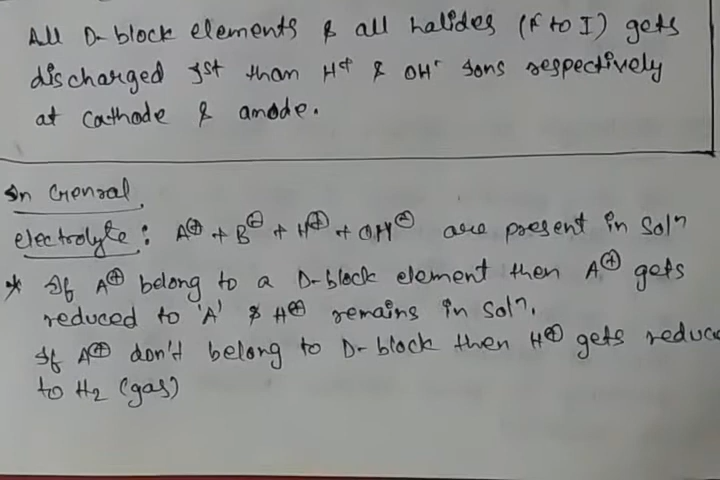 All D-block elements & all halides (F to I) gets
discharged 1st than H⊕ & OH⁻ Ions respectively
at cathode & anode.
In Genral,
electrolyte: A⊕ + B⊖ + H⊕ + OH⊖ are present in Solⁿ
* If A⊕ belong to a D-block element then A⊕ gets
reduced to 'A' & H⊕ remains in Solⁿ.
If A⊕ don't belong to D-block then H⊕ gets reduc
to H₂ (gas)